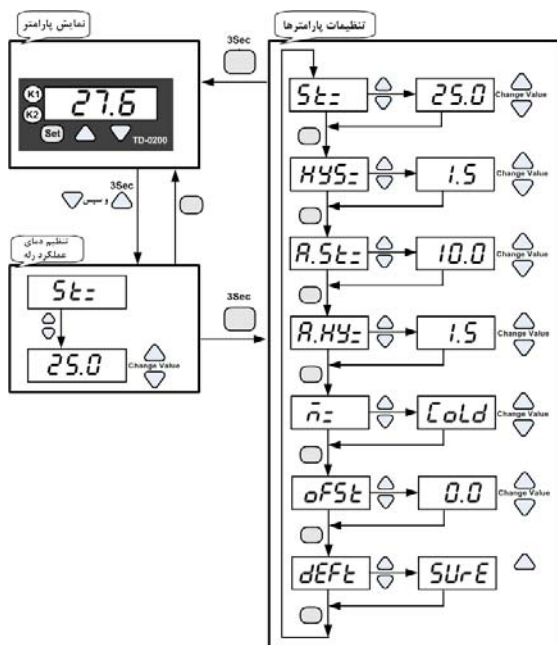 نمایش پارامتر
K1
K2
27.6
Set
TD-0200
3Sec
3Sec
و سپس
تنظیم دمای
عملکرد رله
St=
25.0
Change Value
3Sec
تنظیمات پارامترها
St=
25.0
Change Value
HYS=
1.5
Change Value
A.St=
10.0
Change Value
A.HY=
1.5
Change Value
n̄=
CoLd
Change Value
oFSt
0.0
Change Value
dEFt
SUrE